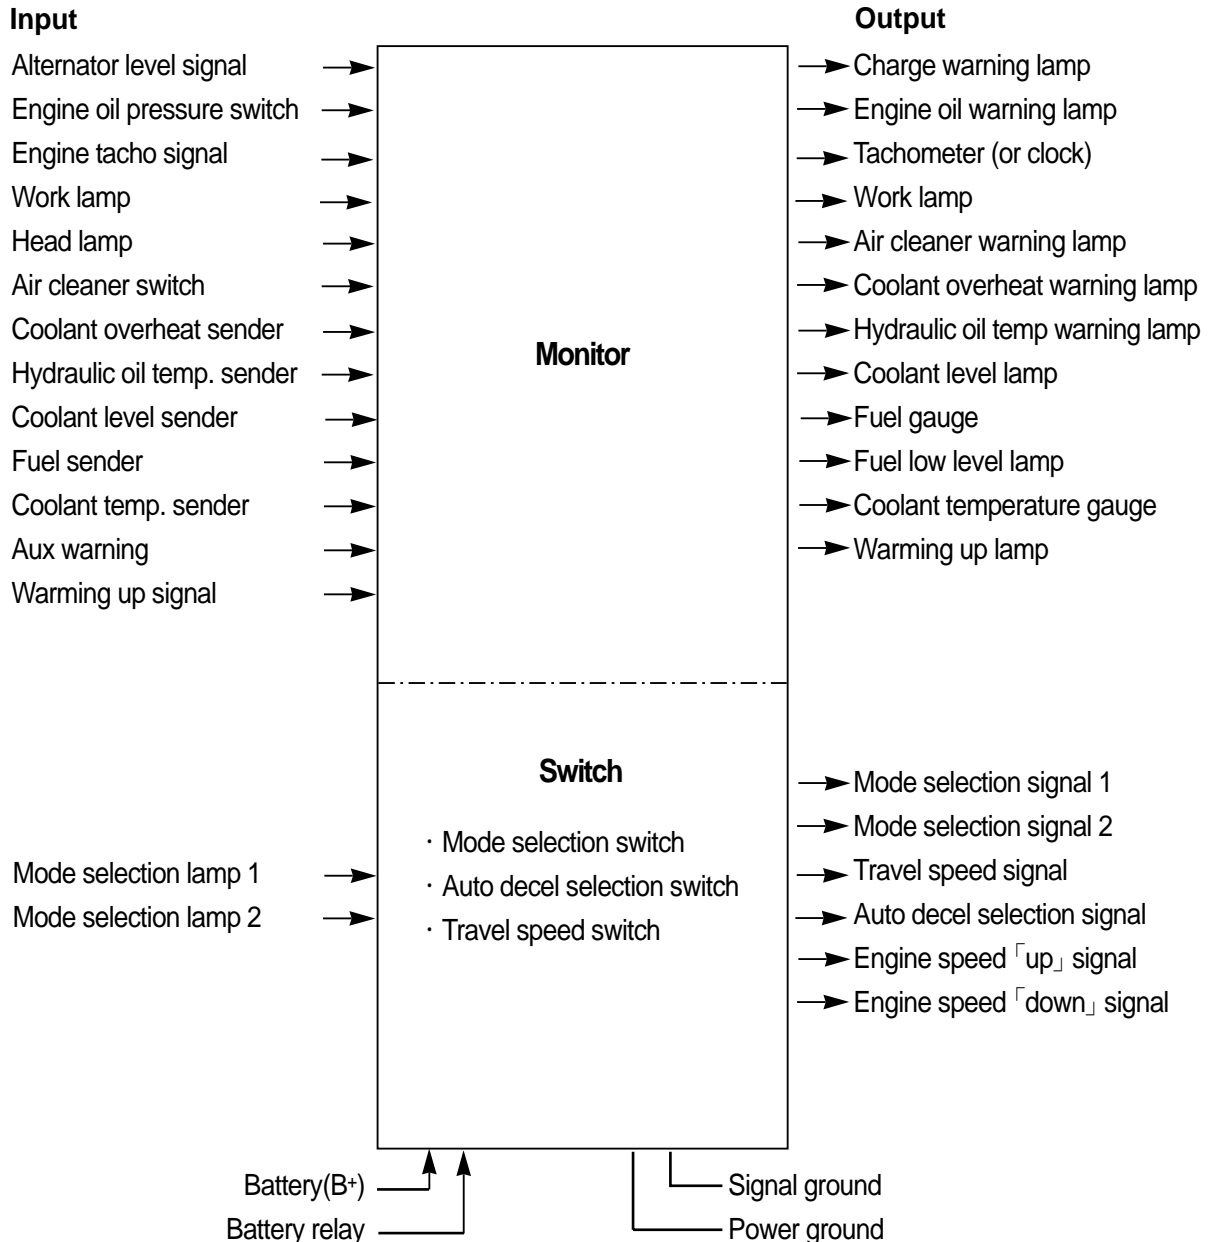 Input
Output
Alternator level signal
Charge warning lamp
Engine oil pressure switch
Engine oil warning lamp
Engine tacho signal
Tachometer (or clock)
Work lamp
Work lamp
Head lamp
Air cleaner warning lamp
Air cleaner switch
Coolant overheat warning lamp
Coolant overheat sender
Hydraulic oil temp warning lamp
Monitor
Hydraulic oil temp. sender
Coolant level lamp
Coolant level sender
Fuel gauge
Fuel sender
Fuel low level lamp
Coolant temp. sender
Coolant temperature gauge
Aux warning
Warming up lamp
Warming up signal
Switch
Mode selection signal 1
Mode selection signal 2
· Mode selection switch
Mode selection lamp 1
Travel speed signal
· Auto decel selection switch
Mode selection lamp 2
Auto decel selection signal
· Travel speed switch
Engine speed「up」signal
Engine speed「down」signal
Battery(B+)
Signal ground
Battery relay
Power ground